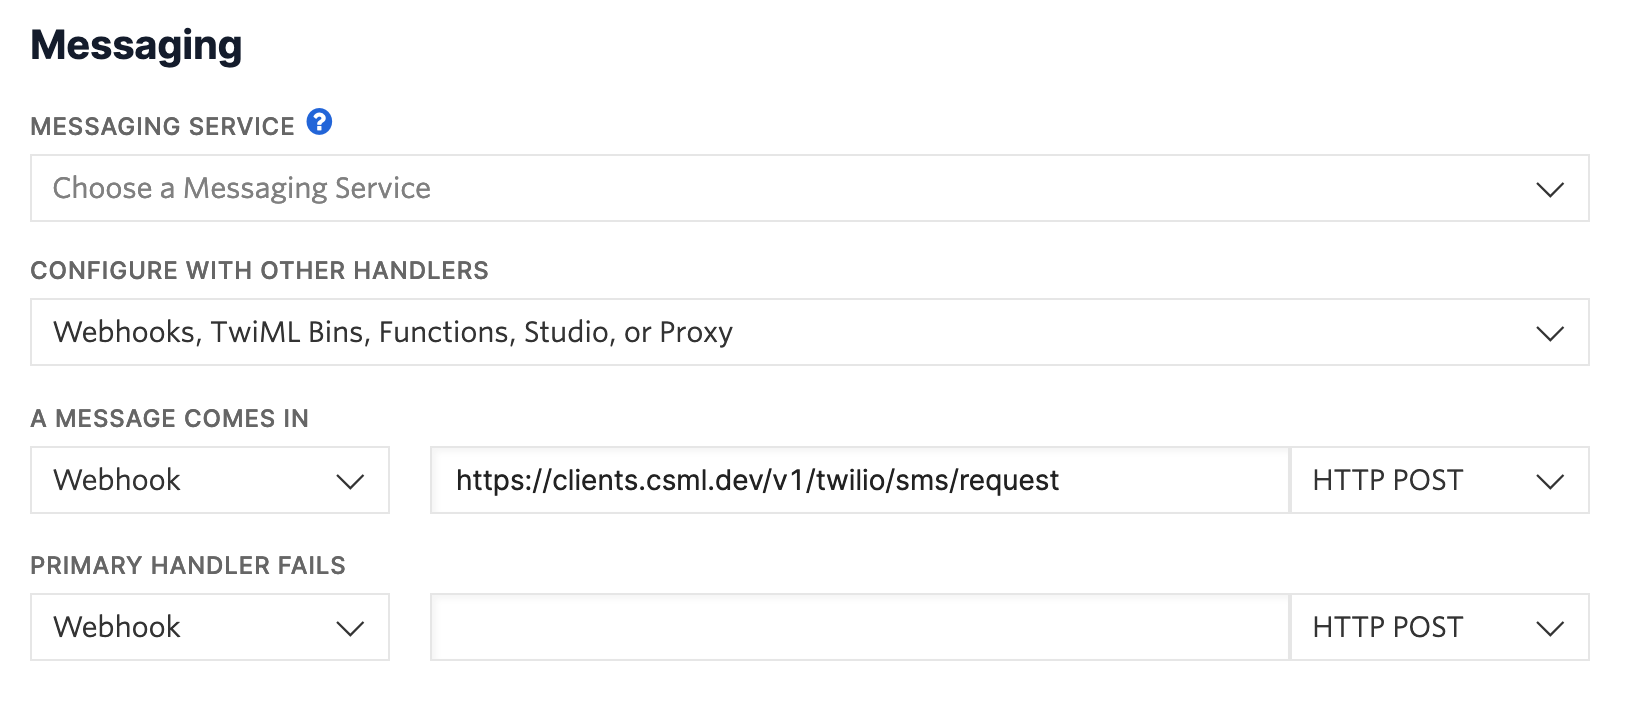 Messaging
MESSAGING SERVICE ?
Choose a Messaging Service
CONFIGURE WITH OTHER HANDLERS
Webhooks, TwiML Bins, Functions, Studio, or Proxy
A MESSAGE COMES IN
Webhook https://clients.csml.dev/v1/twilio/sms/request HTTP POST
PRIMARY HANDLER FAILS
Webhook HTTP POST